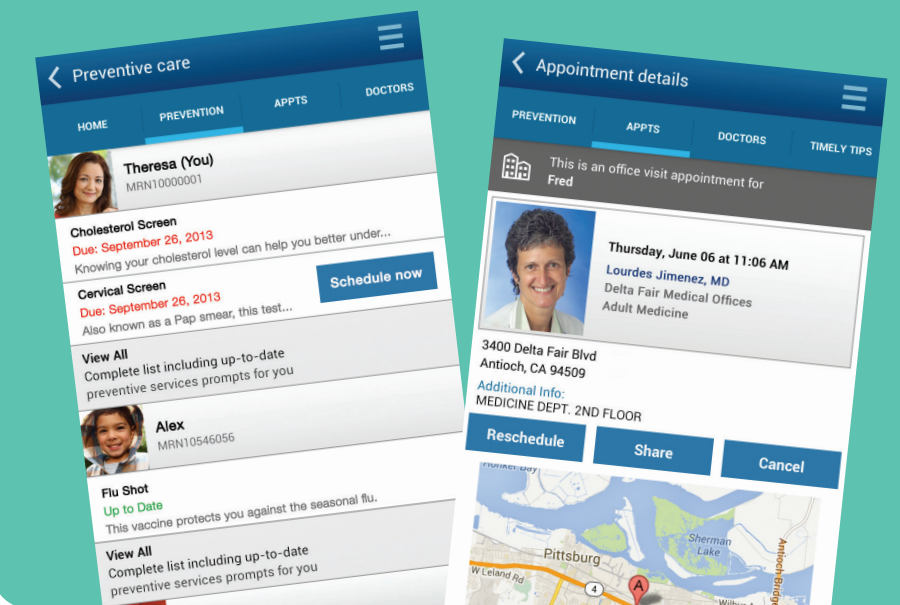 Preventive care
HOME PREVENTION APPTS DOCTORS
Theresa (You)
MRN10000001
Cholesterol Screen
Due: September 26, 2013
Knowing your cholesterol level can help you better under...
Cervical Screen
Due: September 26, 2013
Also known as a Pap smear, this test...
Schedule now
View All
Complete list including up-to-date
preventive services prompts for you
Alex
MRN10546056
Flu Shot
Up to Date
This vaccine protects you against the seasonal flu.
View All
Complete list including up-to-date
preventive services prompts for you
Appointment details
PREVENTION APPTS DOCTORS TIMELY TIPS
This is an office visit appointment for
Fred
Thursday, June 06 at 11:06 AM
Lourdes Jimenez, MD
Delta Fair Medical Offices
Adult Medicine
3400 Delta Fair Blvd
Antioch, CA 94509
Additional Info:
MEDICINE DEPT. 2ND FLOOR
Reschedule Share Cancel
Honker Bay
Sherman
Lake
Antioch Bridge
Pittsburg
W Leland Rd
4
A